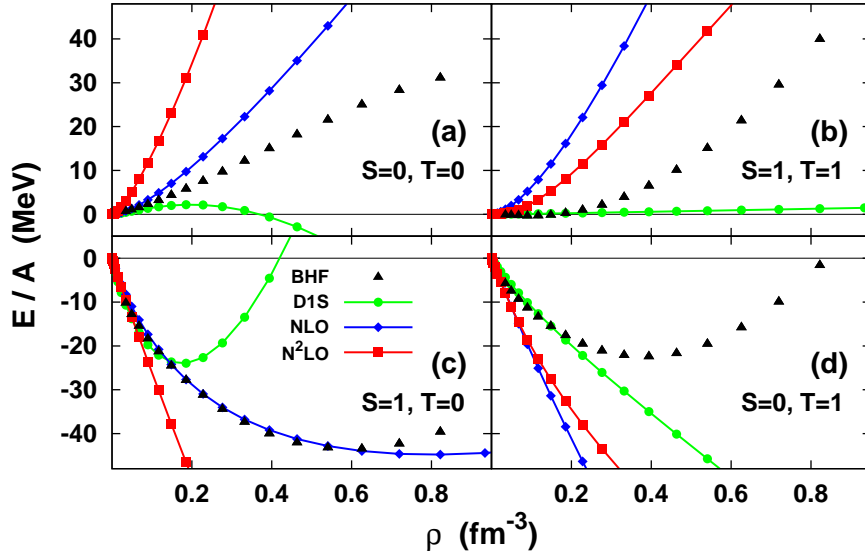 40
30
20
10
0
(a)
S=0, T=0
(b)
S=1, T=1
E / A (MeV)
0
-10
-20
-30
-40
BHF
D1S
NLO
N²LO
(c)
S=1, T=0
(d)
S=0, T=1
0.2 0.4 0.6 0.8 0.2 0.4 0.6 0.8
ρ (fm⁻³)